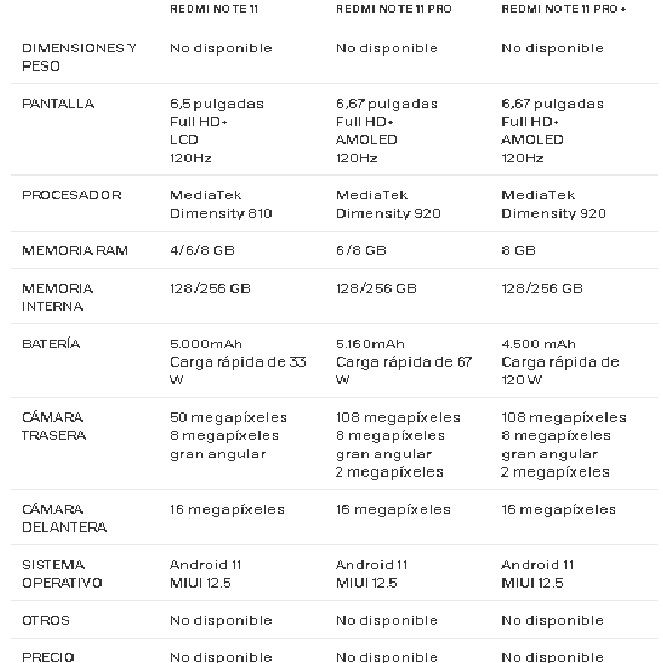 REDMI NOTE 11 REDMI NOTE 11 PRO REDMI NOTE 11 PRO +
DIMENSIONES Y No disponible No disponible No disponible
PESO
PANTALLA 6,5 pulgadas 6,67 pulgadas 6,67 pulgadas
Full HD+ Full HD+ Full HD+
LCD AMOLED AMOLED
120Hz 120Hz 120Hz
PROCESADOR MediaTek MediaTek MediaTek
Dimensity 810 Dimensity 920 Dimensity 920
MEMORIA RAM 4/6/8 GB 6/8 GB 8 GB
MEMORIA 128/256 GB 128/256 GB 128/256 GB
INTERNA
BATERÍA 5.000mAh 5.160mAh 4.500 mAh
Carga rápida de 33 Carga rápida de 67 Carga rápida de
W W 120 W
CÁMARA 50 megapíxeles 108 megapíxeles 108 megapíxeles
TRASERA 8 megapíxeles 8 megapíxeles 8 megapíxeles
gran angular gran angular gran angular
2 megapíxeles 2 megapíxeles
CÁMARA 16 megapíxeles 16 megapíxeles 16 megapíxeles
DELANTERA
SISTEMA Android 11 Android 11 Android 11
OPERATIVO MIUI 12.5 MIUI 12.5 MIUI 12.5
OTROS No disponible No disponible No disponible
PRECIO No disponible No disponible No disponible